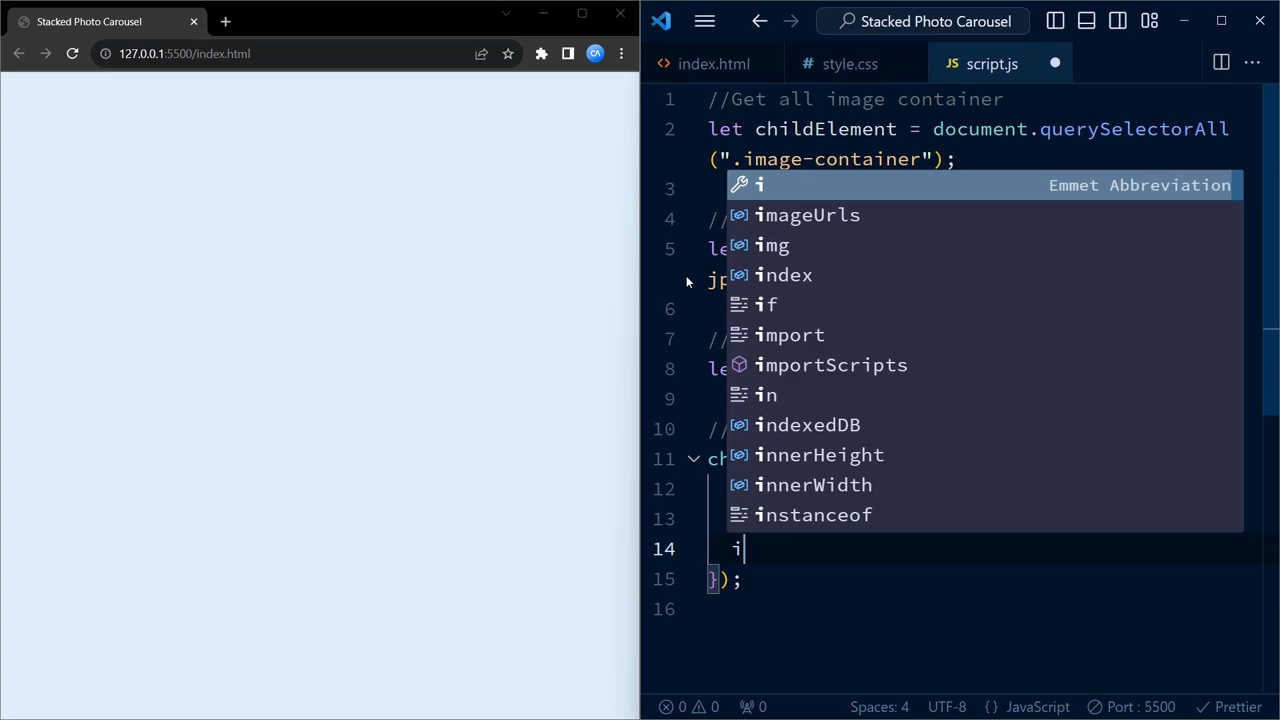 Stacked Photo Carousel
127.0.0.1:5500/index.html
CA
Stacked Photo Carousel
<> index.html
# style.css
JS script.js
1 //Get all image container
2 let childElement = document.querySelectorAll
(".image-container");
3
4 //
5 le
jp
6
7 //
8 le
9
10 //
11 ch
12
13
14 i
15 });
16
i Emmet Abbreviation
imageUrls
img
index
if
import
importScripts
in
indexedDB
innerHeight
innerWidth
instanceof
0 0 0 Spaces: 4 UTF-8 {} JavaScript Port : 5500 Prettier